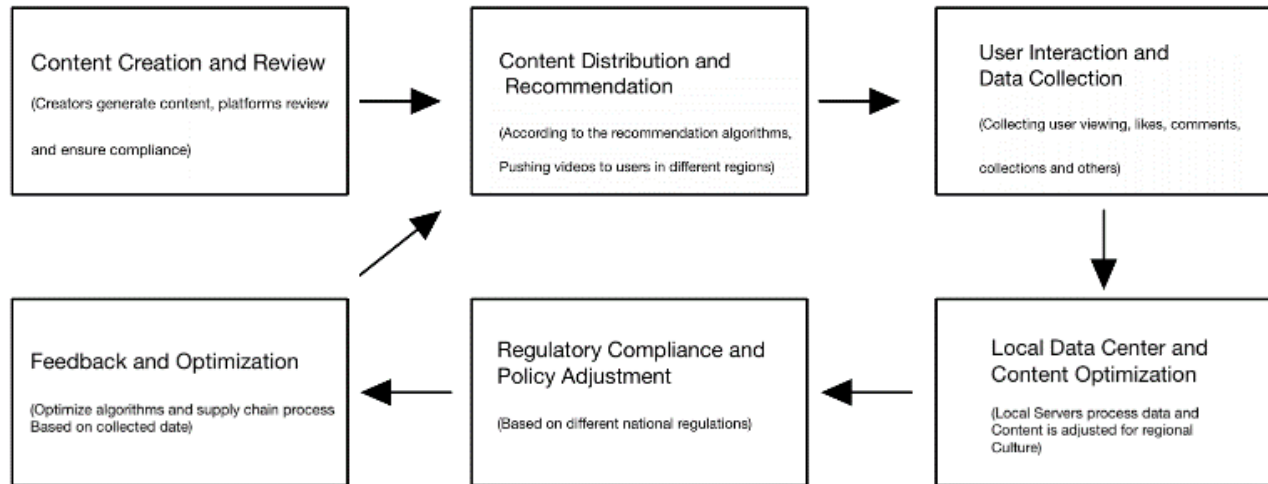 Content Creation and Review
(Creators generate content, platforms review
and ensure compliance)
Content Distribution and
Recommendation
(According to the recommendation algorithms,
Pushing videos to users in different regions)
User Interaction and
Data Collection
(Collecting user viewing, likes, comments,
collections and others)
Feedback and Optimization
(Optimize algorithms and supply chain process
Based on collected date)
Regulatory Compliance and
Policy Adjustment
(Based on different national regulations)
Local Data Center and
Content Optimization
(Local Servers process data and
Content is adjusted for regional
Culture)